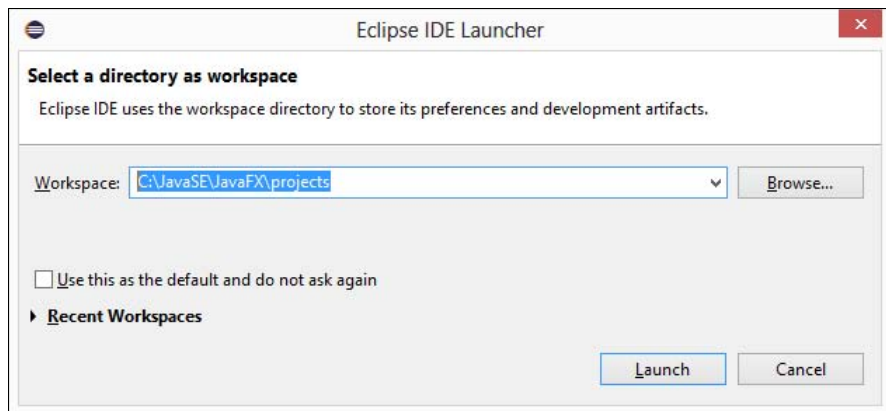 Eclipse IDE Launcher
Select a directory as workspace
Eclipse IDE uses the workspace directory to store its preferences and development artifacts.
Workspace: C:\JavaSE\JavaFX\projects Browse...
Use this as the default and do not ask again
Recent Workspaces
Launch Cancel